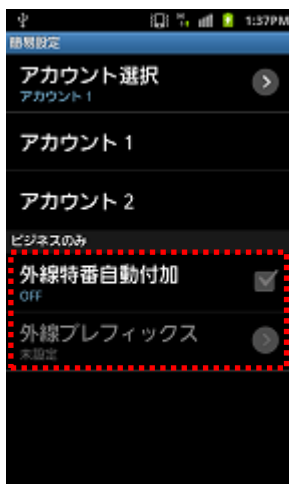 1:37PM
簡易設定
アカウント選択
アカウント1
アカウント 1
アカウント 2
ビジネスのみ
外線特番自動付加
OFF
外線プレフィックス
未設定